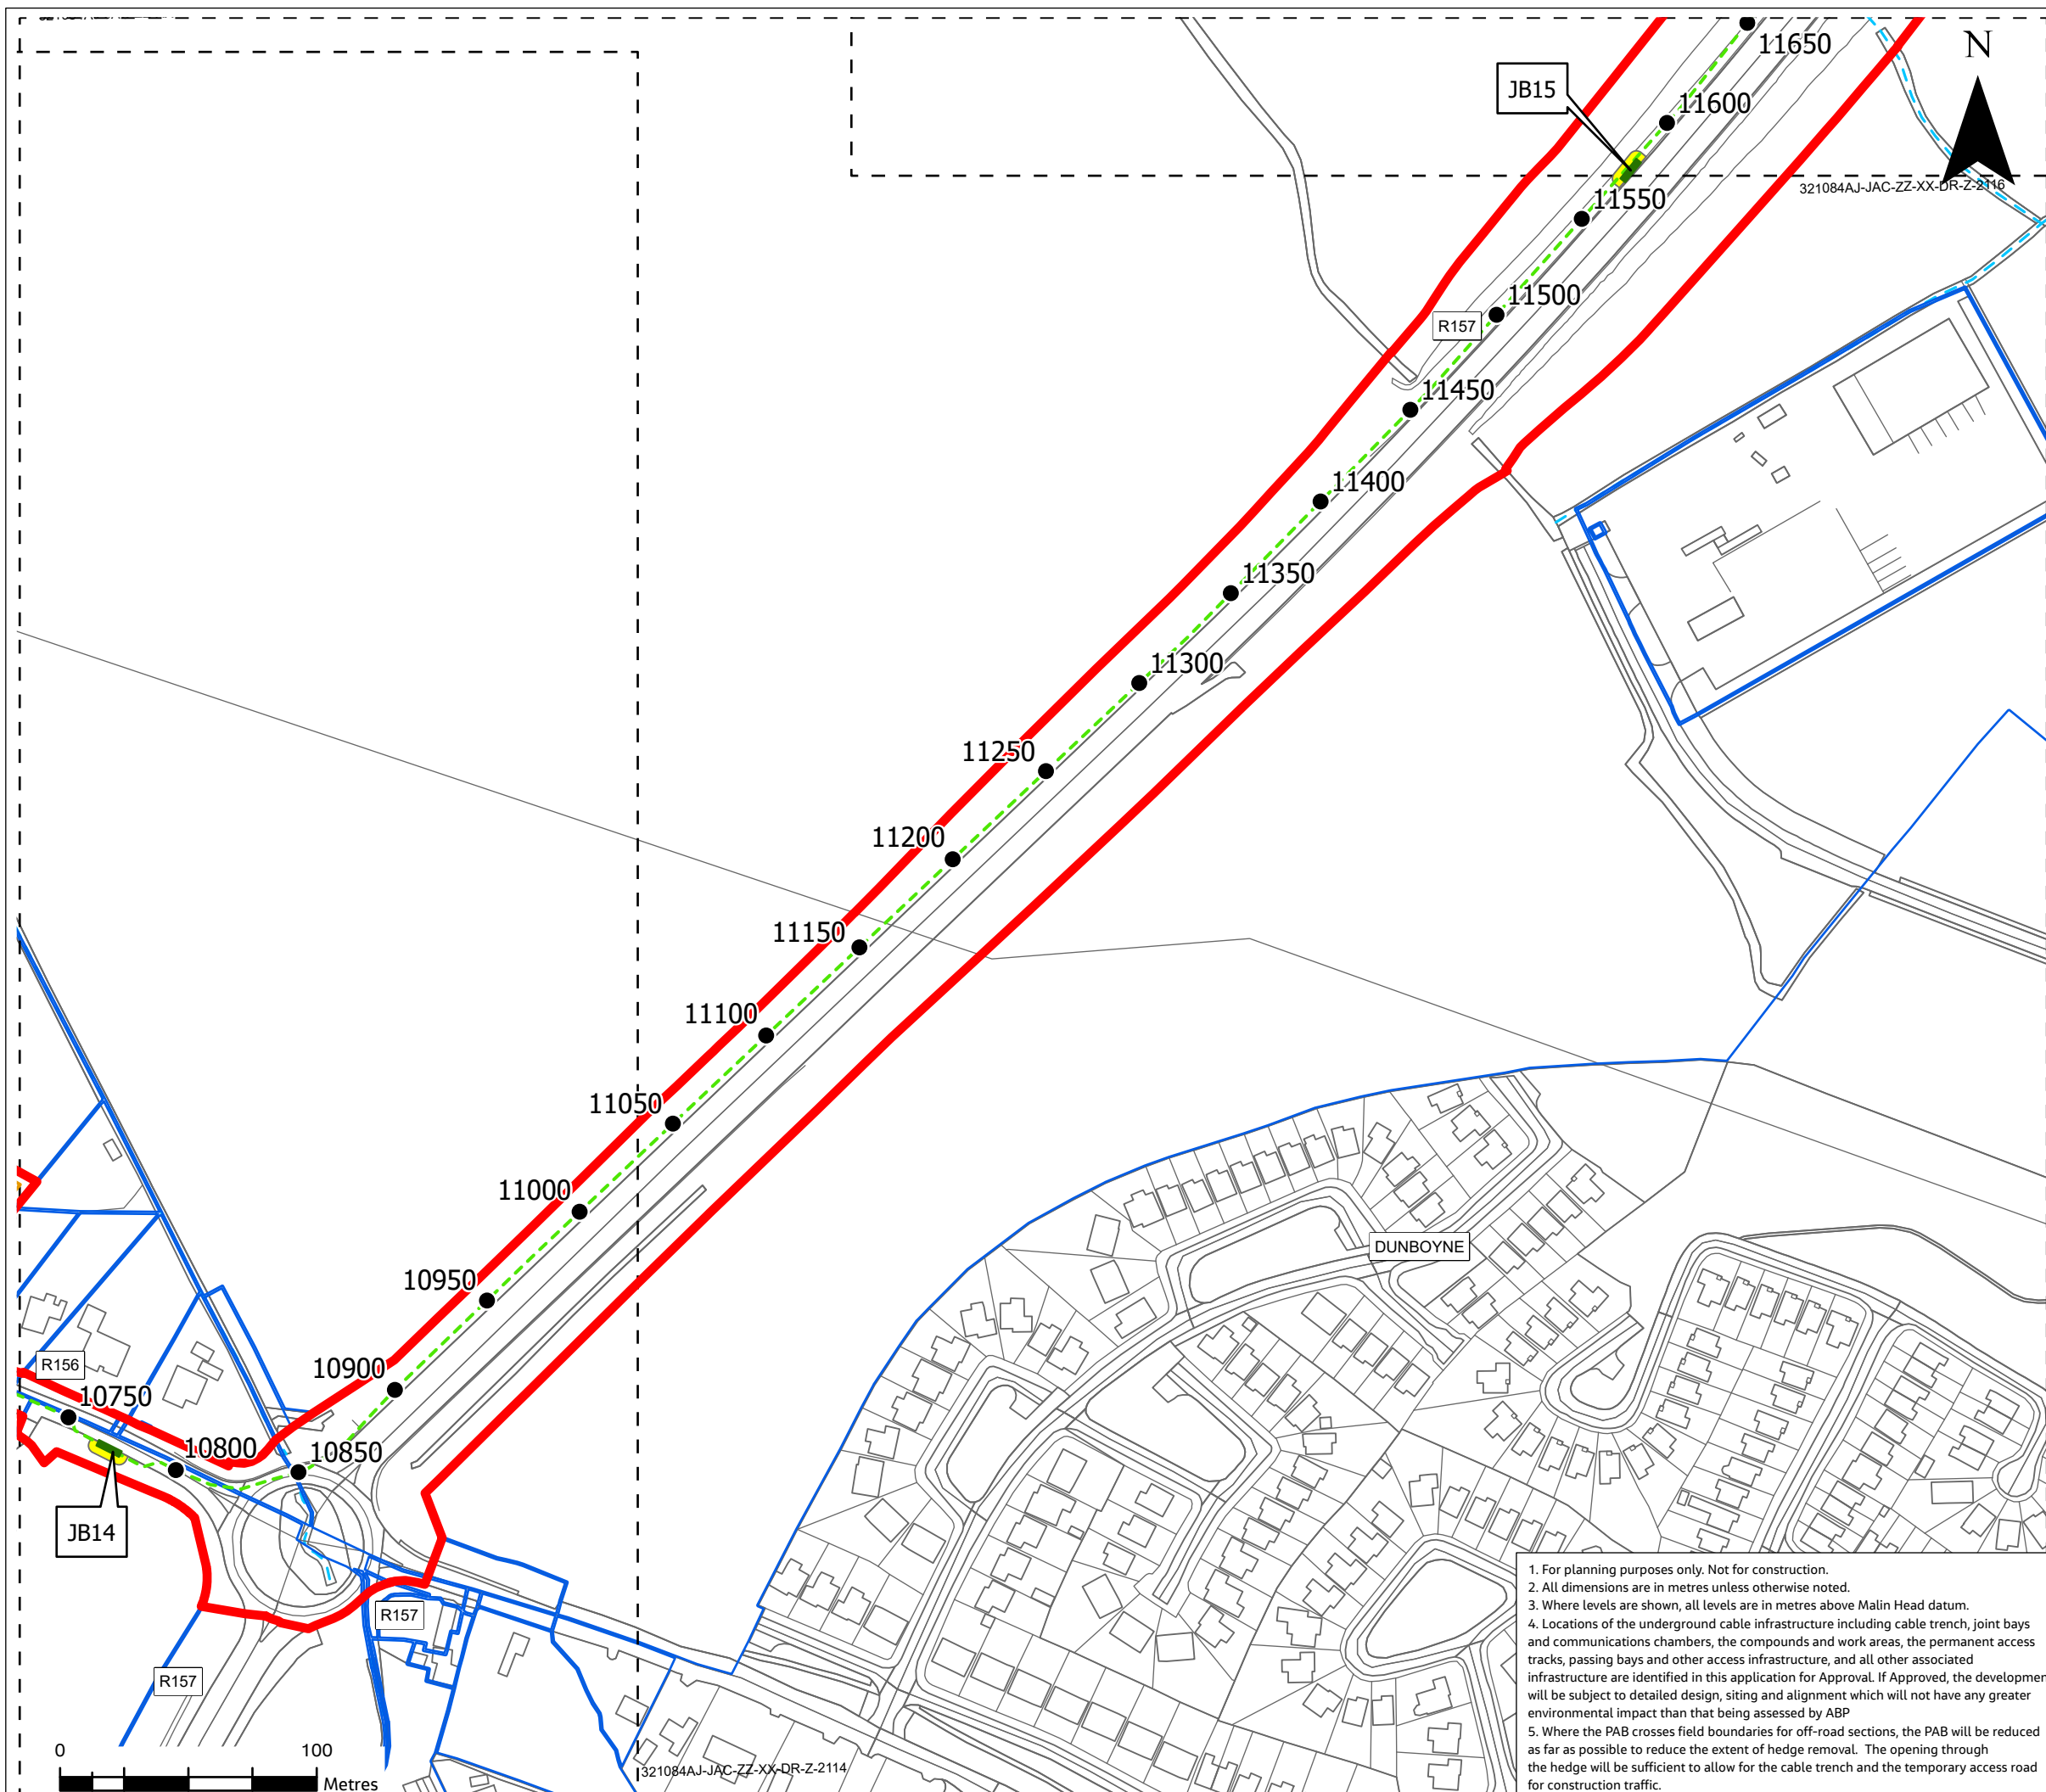 11650
N
JB15
11600
321084AJ-JAC-ZZ-XX-DR-Z-2116
11550
11500
R157
11450
11400
11350
11300
11250
11200
11150
11100
11050
11000
DUNBOYNE
10950
R156
10900
10750
10800
10850
JB14
R157
R157
0 100
Metres
321084AJ-JAC-ZZ-XX-DR-Z-2114
1. For planning purposes only. Not for construction.
2. All dimensions are in metres unless otherwise noted.
3. Where levels are shown, all levels are in metres above Malin Head datum.
4. Locations of the underground cable infrastructure including cable trench, joint bays
and communications chambers, the compounds and work areas, the permanent access
tracks, passing bays and other access infrastructure, and all other associated
infrastructure are identified in this application for Approval. If Approved, the developmen
will be subject to detailed design, siting and alignment which will not have any greater
environmental impact than that being assessed by ABP
5. Where the PAB crosses field boundaries for off-road sections, the PAB will be reduced
as far as possible to reduce the extent of hedge removal. The opening through
the hedge will be sufficient to allow for the cable trench and the temporary access road
for construction traffic.